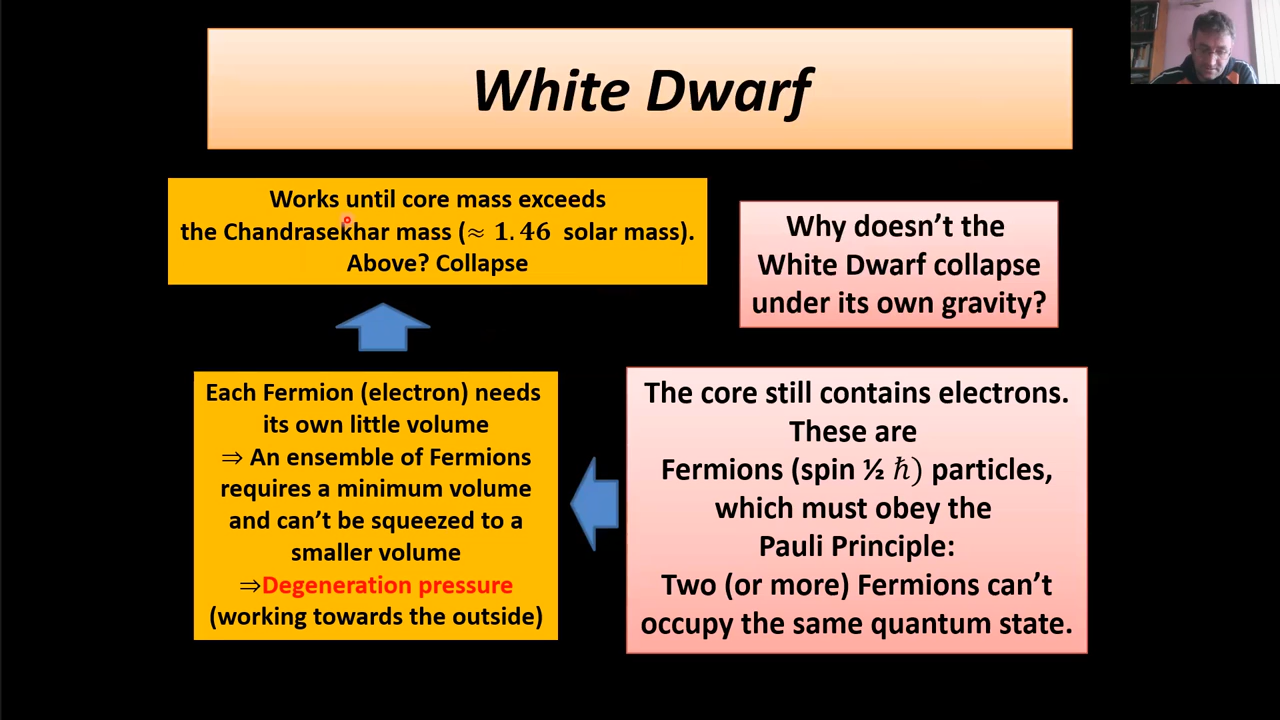 White Dwarf
Works until core mass exceeds
the Chandrasekhar mass (≈ 1.46 solar mass).
Above? Collapse
Why doesn't the
White Dwarf collapse
under its own gravity?
Each Fermion (electron) needs
its own little volume
⇒ An ensemble of Fermions
requires a minimum volume
and can't be squeezed to a
smaller volume
⇒Degeneration pressure
(working towards the outside)
The core still contains electrons.
These are
Fermions (spin ½ ℏ) particles,
which must obey the
Pauli Principle:
Two (or more) Fermions can't
occupy the same quantum state.